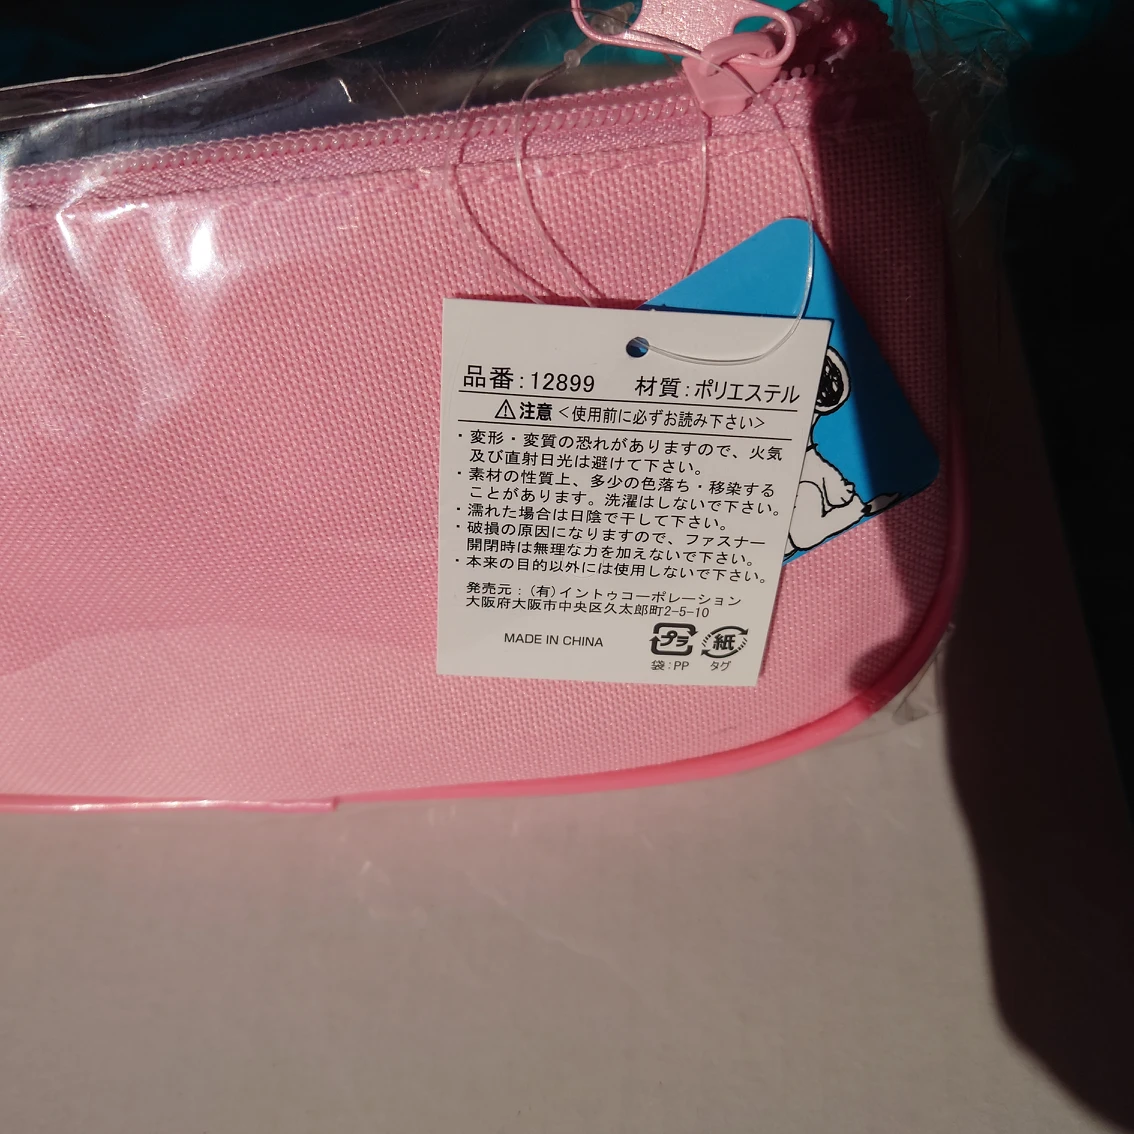 品番:12899 材質:ポリエステル
⚠注意<使用前に必ずお読み下さい>
・変形・変質の恐れがありますので、火気
及び直射日光は避けて下さい。
・素材の性質上、多少の色落ち・移染する
ことがあります。洗濯はしないで下さい。
・濡れた場合は日陰で干して下さい。
・破損の原因になりますので、ファスナー
開閉時は無理な力を加えないで下さい。
・本来の目的以外には使用しないで下さい。
発売元:(有)イントゥコーポレーション
大阪府大阪市中央区久太郎町2-5-10
MADE IN CHINA
プラ 紙
袋:PP タグ